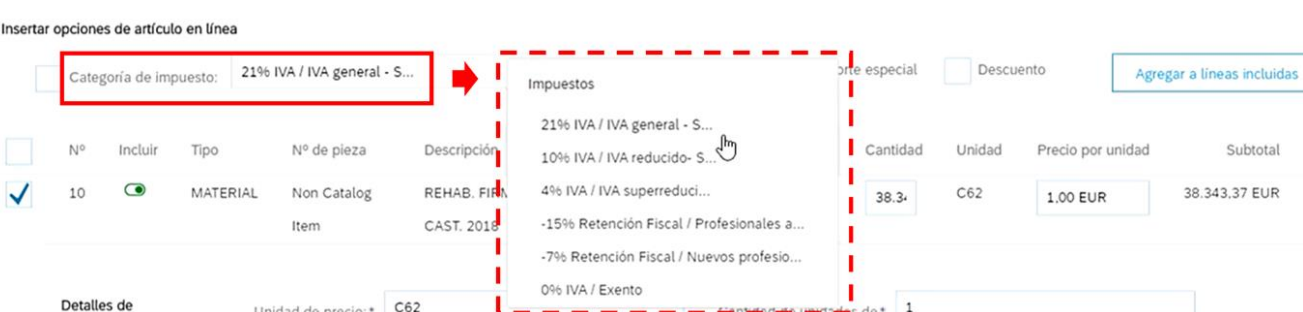 Insertar opciones de artículo en línea
Categoría de impuesto: 21% IVA / IVA general - S...
Impuestos
21% IVA / IVA general - S...
10% IVA / IVA reducido- S...
4% IVA / IVA superreduci...
-15% Retención Fiscal / Profesionales a...
-7% Retención Fiscal / Nuevos profesio...
0% IVA / Exento
especial Descuento Agregar a líneas incluidas
Nº Incluir Tipo Nº de pieza Descripción Cantidad Unidad Precio por unidad Subtotal
10 MATERIAL Non Catalog REHAB. C62 1,00 EUR 38.343,37 EUR
Item CAST. 2018
Detalles de Unidad de precio:* C62 1